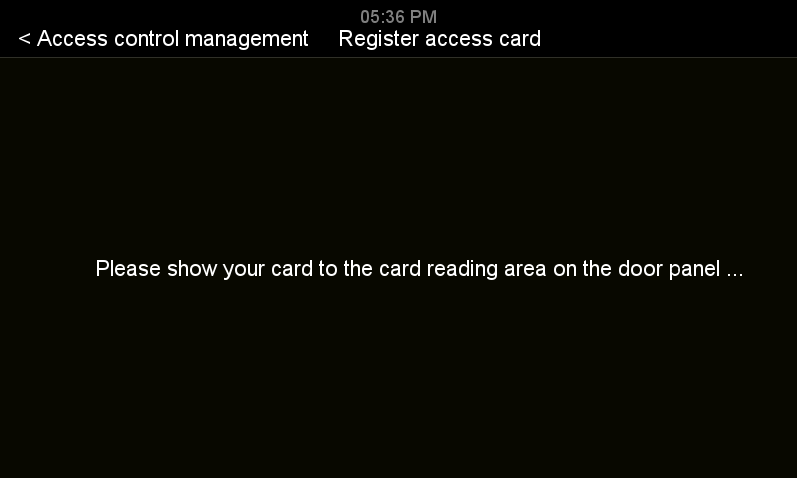 05:36 PM
< Access control management Register access card
Please show your card to the card reading area on the door panel ...